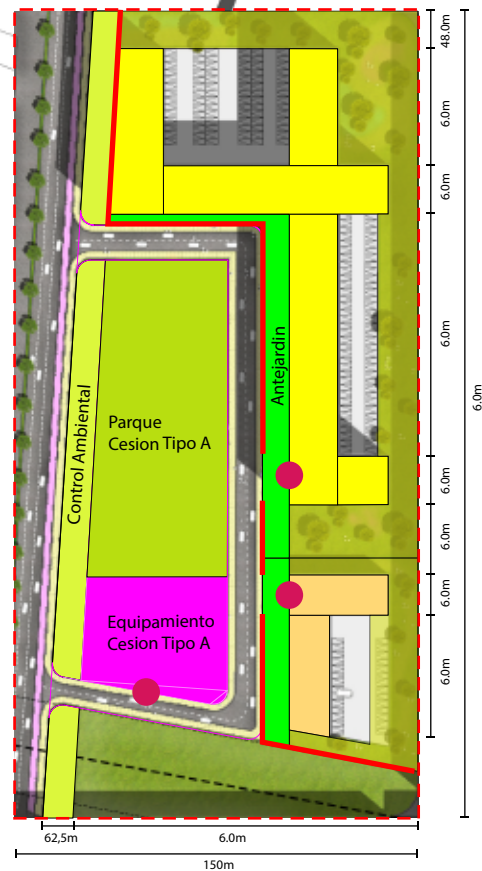 48.0m
6.0m
6.0m
Antejardin
6.0m
6.0m
Control Ambiental
Parque
Cesion Tipo A
6.0m
6.0m
6.0m
Equipamiento
Cesion Tipo A
6.0m
62,5m
6.0m
150m